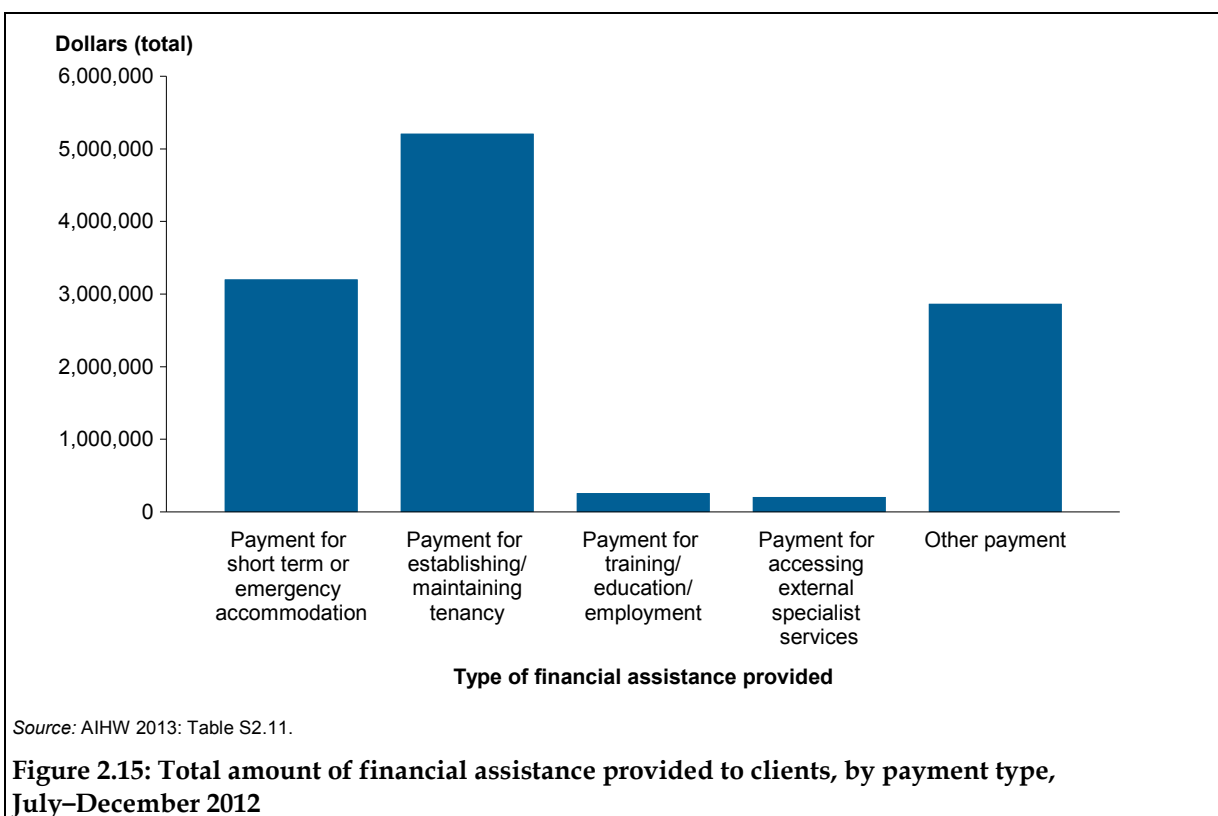 Dollars (total)
6,000,000
5,000,000
4,000,000
3,000,000
2,000,000
1,000,000
0
Payment for
short term or
emergency
accommodation
Payment for
establishing/
maintaining
tenancy
Payment for
training/
education/
employment
Payment for
accessing
external
specialist
services
Other payment
Type of financial assistance provided
Source: AIHW 2013: Table S2.11.
Figure 2.15: Total amount of financial assistance provided to clients, by payment type,
July–December 2012